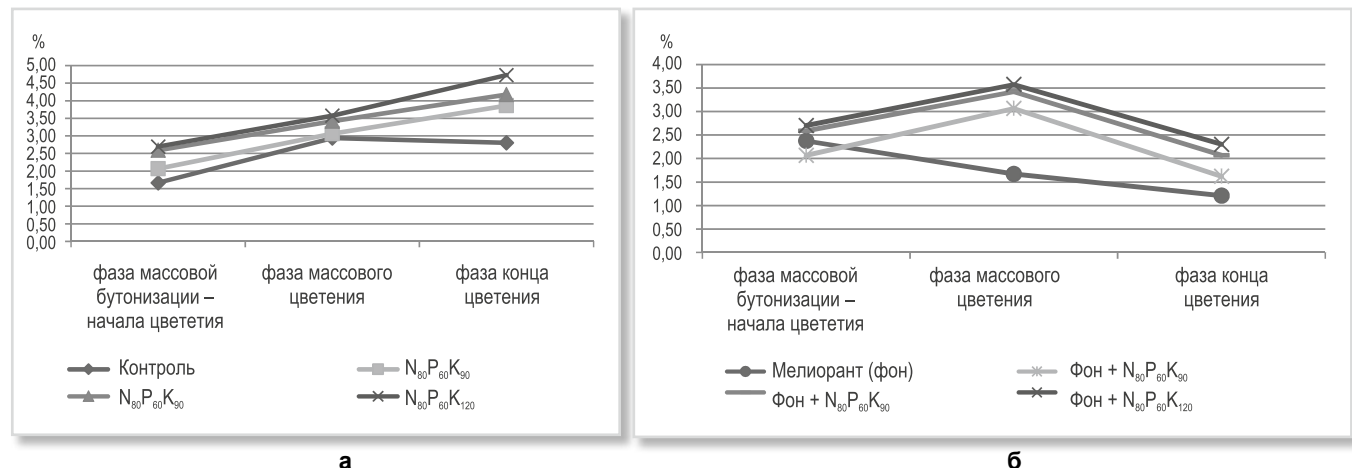 %
5,00
4,50
4,00
3,50
3,00
2,50
2,00
1,50
1,00
0,50
0,00
фаза массовой
бутонизации –
начала цвететия
фаза массового
цветения
фаза конца
цветения
Контроль
N₈₀P₆₀K₉₀
N₈₀P₆₀K₉₀
N₈₀P₆₀K₁₂₀
а
%
4,00
3,50
3,00
2,50
2,00
1,50
1,00
0,50
0,00
фаза массовой
бутонизации –
начала цвететия
фаза массового
цветения
фаза конца
цветения
Мелиорант (фон)
Фон + N₈₀P₆₀K₉₀
Фон + N₈₀P₆₀K₉₀
Фон + N₈₀P₆₀K₁₂₀
б